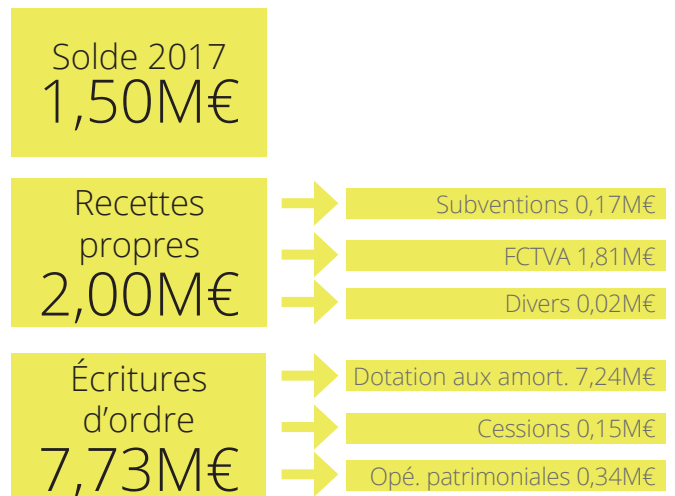 Solde 2017
1,50M€
Recettes
propres
2,00M€
Subventions 0,17M€
FCTVA 1,81M€
Divers 0,02M€
Écritures
d’ordre
7,73M€
Dotation aux amort. 7,24M€
Cessions 0,15M€
Opé. patrimoniales 0,34M€